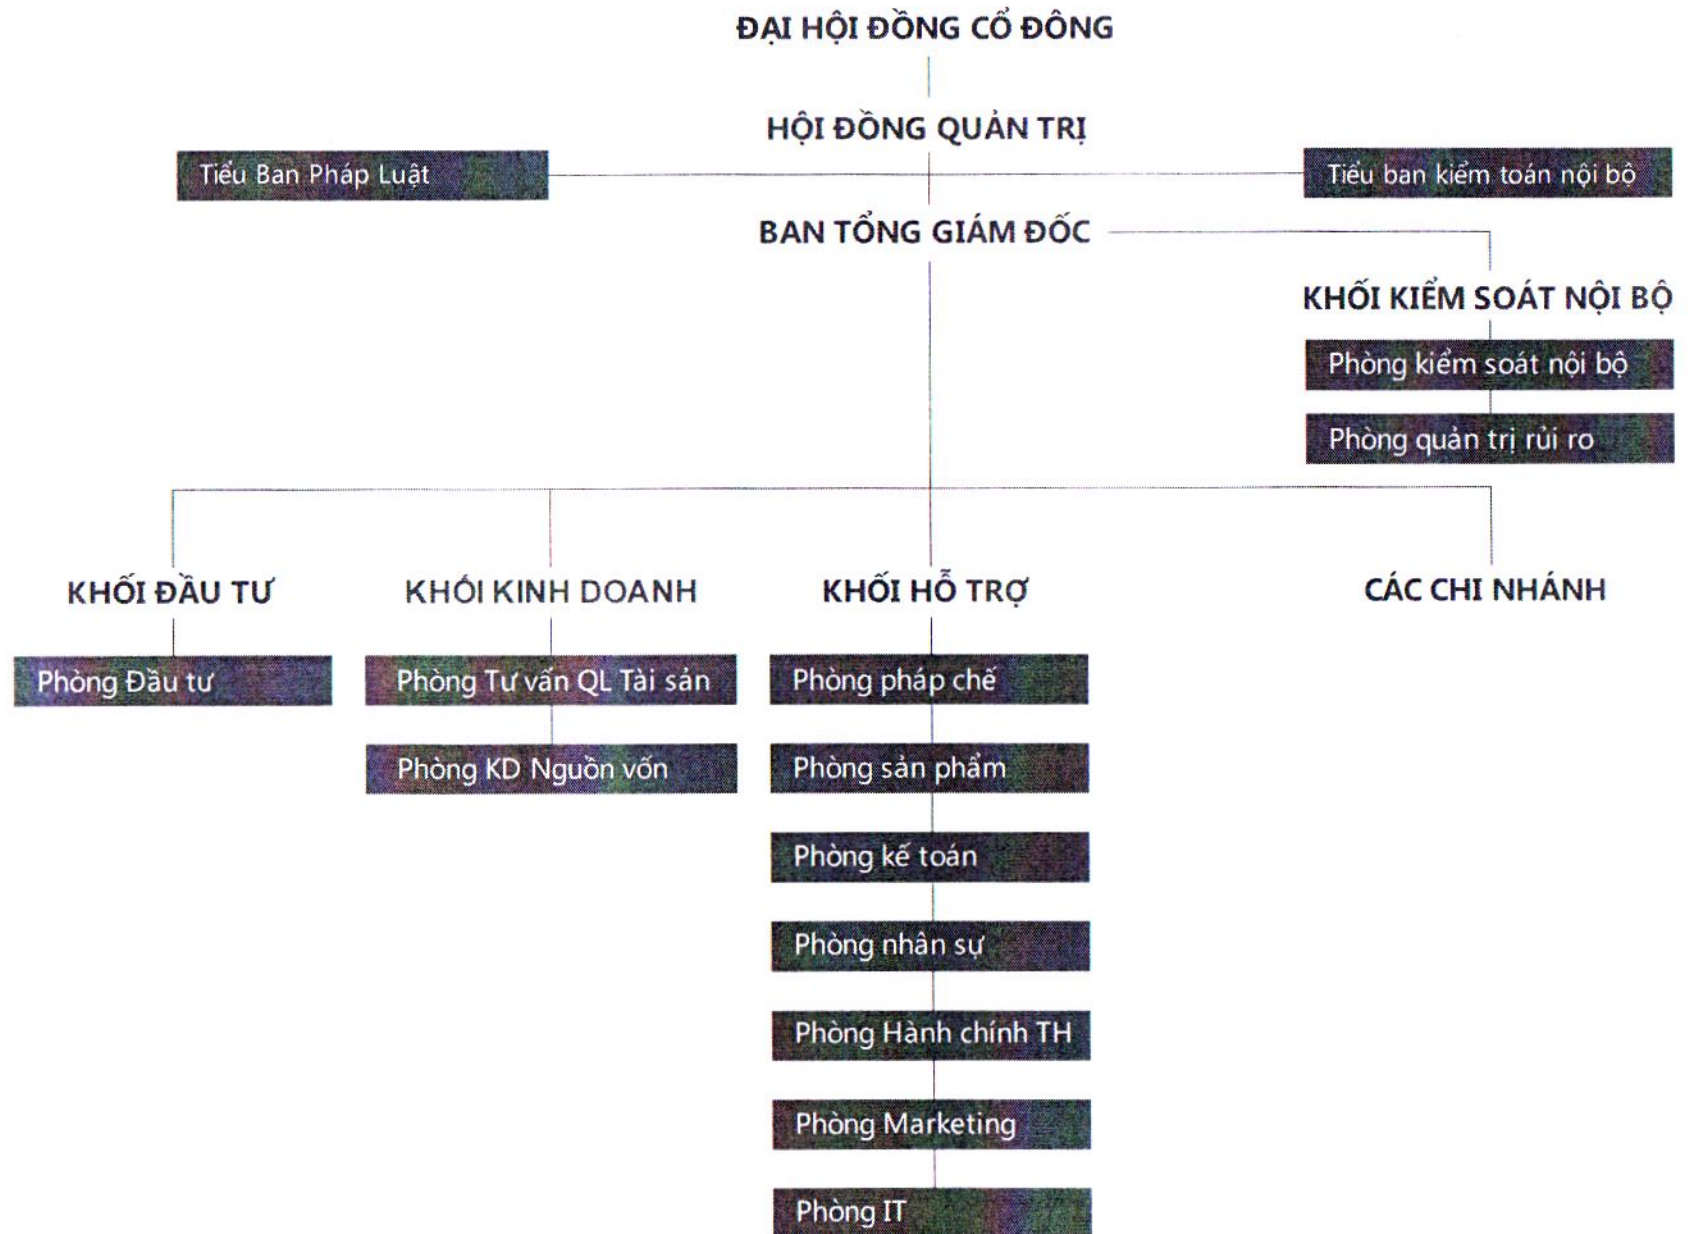 ĐẠI HỘI ĐỒNG CỔ ĐÔNG
HỘI ĐỒNG QUẢN TRỊ
Tiểu Ban Pháp Luật
Tiểu ban kiểm toán nội bộ
BAN TỔNG GIÁM ĐỐC
KHỐI KIỂM SOÁT NỘI BỘ
Phòng kiểm soát nội bộ
Phòng quản trị rủi ro
KHỐI ĐẦU TƯ
Phòng Đầu tư
KHỐI KINH DOANH
Phòng Tư vấn QL Tài sản
Phòng KD Nguồn vốn
KHỐI HỖ TRỢ
Phòng pháp chế
Phòng sản phẩm
Phòng kế toán
Phòng nhân sự
Phòng Hành chính TH
Phòng Marketing
Phòng IT
CÁC CHI NHÁNH